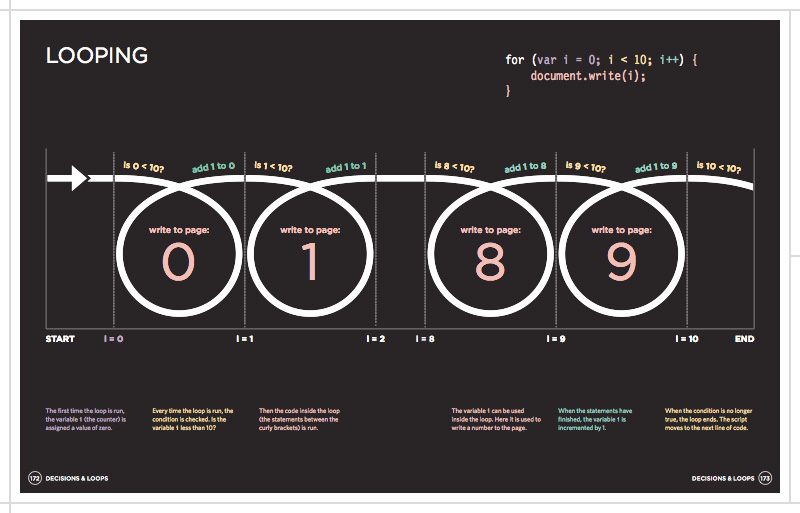 LOOPING
for (var i = 0; i < 10; i++) {
document.write(i);
}
is 0 < 10?
add 1 to 0
is 1 < 10?
add 1 to 1
is 8 < 10?
add 1 to 8
is 9 < 10?
add 1 to 9
is 10 < 10?
write to page:
0
write to page:
1
write to page:
8
write to page:
9
START
i = 0
i = 1
i = 2
i = 8
i = 9
i = 10
END
The first time the loop is run,
the variable i (the counter) is
assigned a value of zero.
Every time the loop is run, the
condition is checked. Is the
variable i less than 10?
Then the code inside the loop
(the statements between the
curly brackets) is run.
The variable i can be used
inside the loop. Here it is used to
write a number to the page.
When the statements have
finished, the variable i is
incremented by 1.
When the condition is no longer
true, the loop ends. The script
moves to the next line of code.
172 DECISIONS & LOOPS
DECISIONS & LOOPS 173